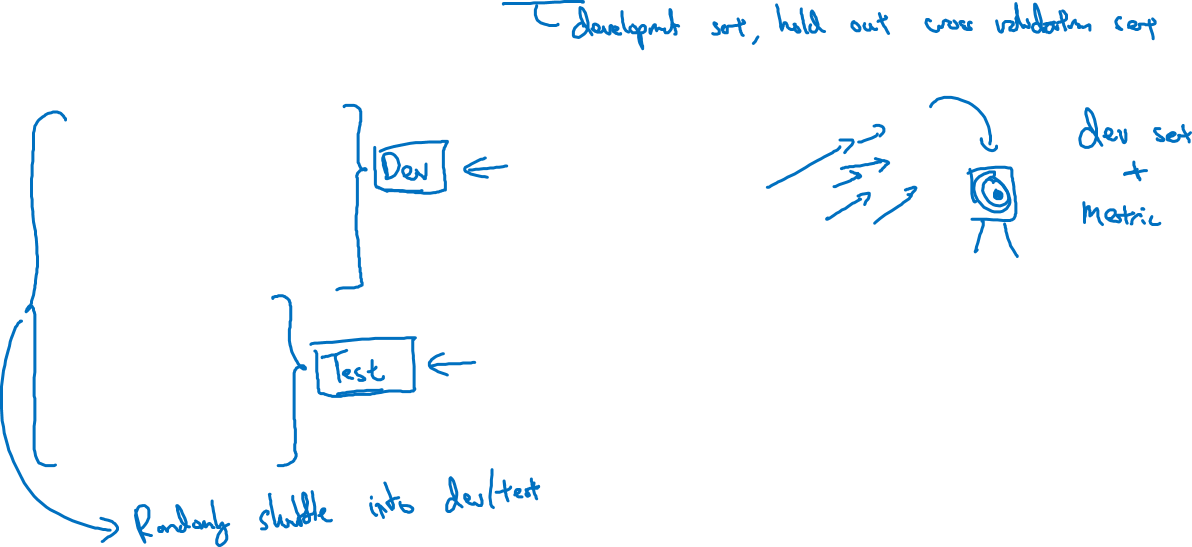 development set, hold out cross validation set
Dev
dev set
+
Metric
Test
Randomly shuffle into dev/test